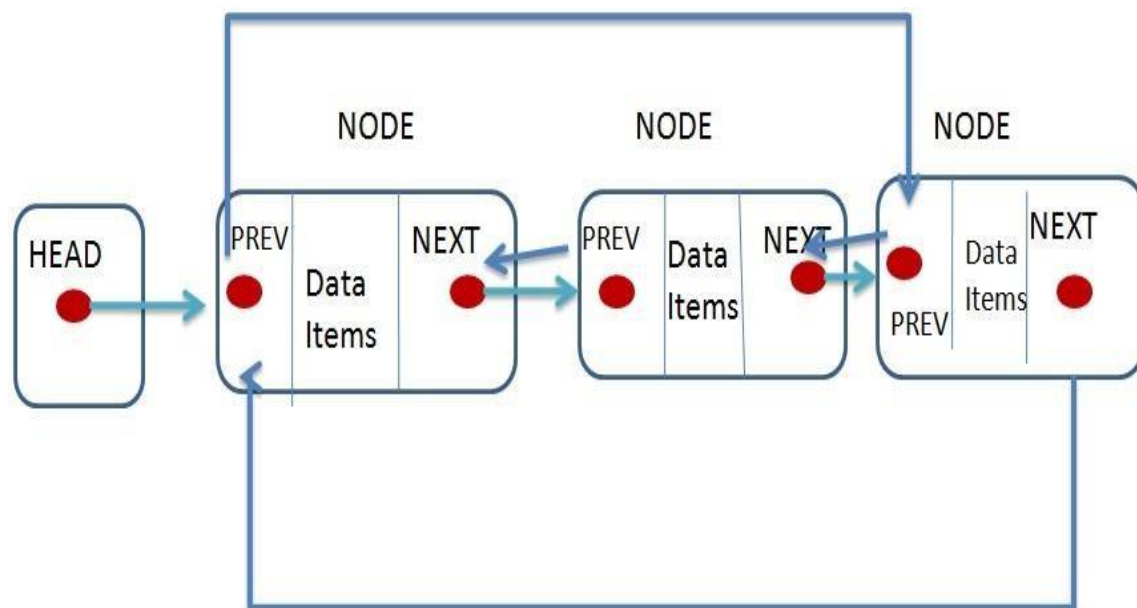 NODE
NODE
NODE
HEAD
PREV
Data
Items
NEXT
PREV
Data
Items
NEXT
PREV
Data
Items
NEXT